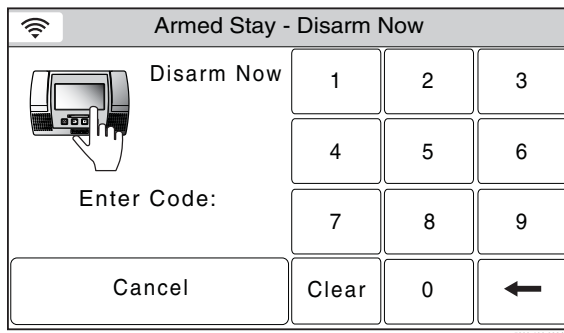 Armed Stay - Disarm Now
Disarm Now
1 2 3
4 5 6
Enter Code:
7 8 9
Cancel Clear 0